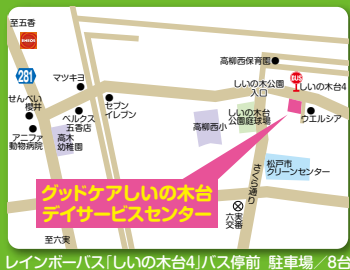 至五香
ENEOS
281
マツキヨ
せんべい
櫻井
アニファ
動物病院
ベルクス
五香店
高木
幼稚園
セブン
イレブン
高柳西保育園
しいの木公園
入口
BUS
しいの木台4
高柳西小
しいの木台
公園庭球場
ウエルシア
松戸市
クリーンセンター
さくら通り
六実
交番
グッドケアしいの木台
デイサービスセンター
至六実
レインボーバス「しいの木台4」バス停前 駐車場／8台